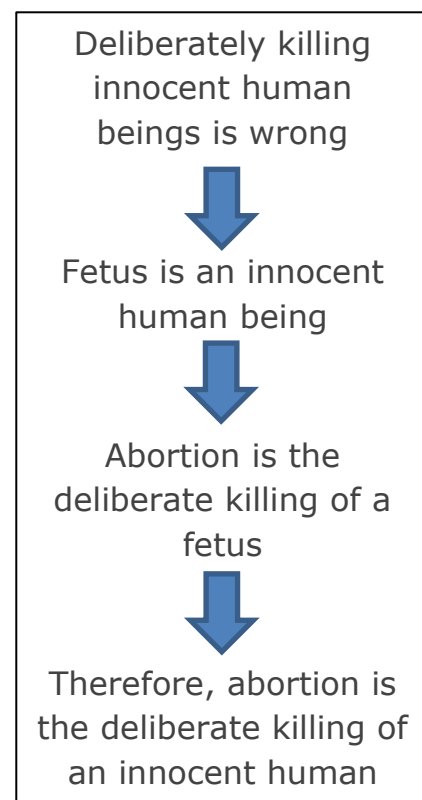 Deliberately killing
innocent human
beings is wrong
Fetus is an innocent
human being
Abortion is the
deliberate killing of a
fetus
Therefore, abortion is
the deliberate killing of
an innocent human